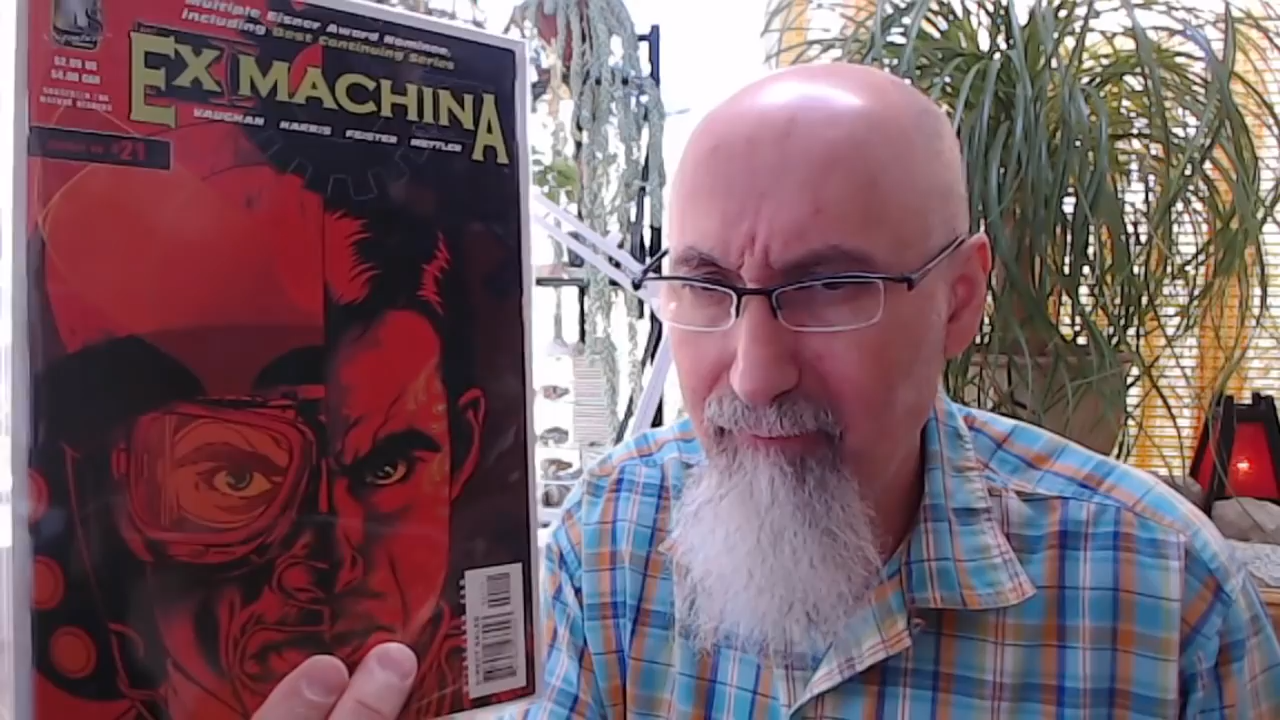 Multiple Eisner Award Nominee,
including Best Continuing Series
EX MACHINA
$2.99 US
$4.00 CAN
VAUGHAN HARRIS FEISTER METTLER
#21